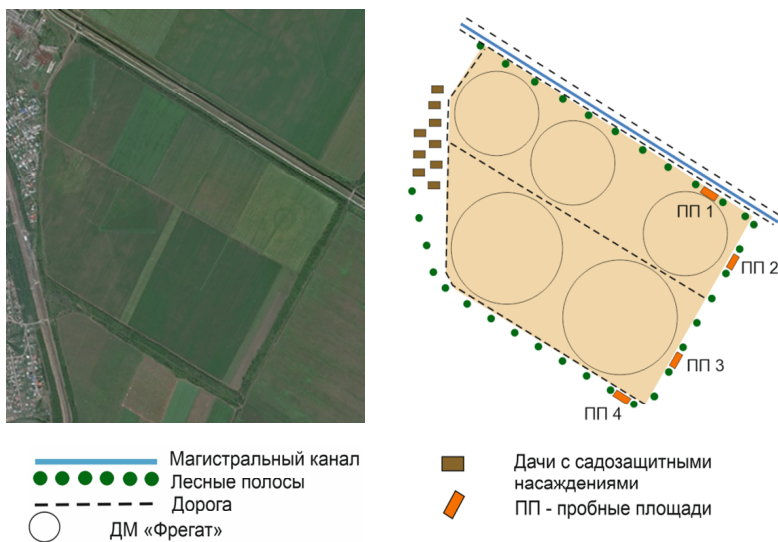 ПП 1
ПП 2
ПП 3
ПП 4
Магистральный канал
Лесные полосы
Дорога
ДМ «Фрегат»
Дачи с садозащитными
насаждениями
ПП - пробные площади